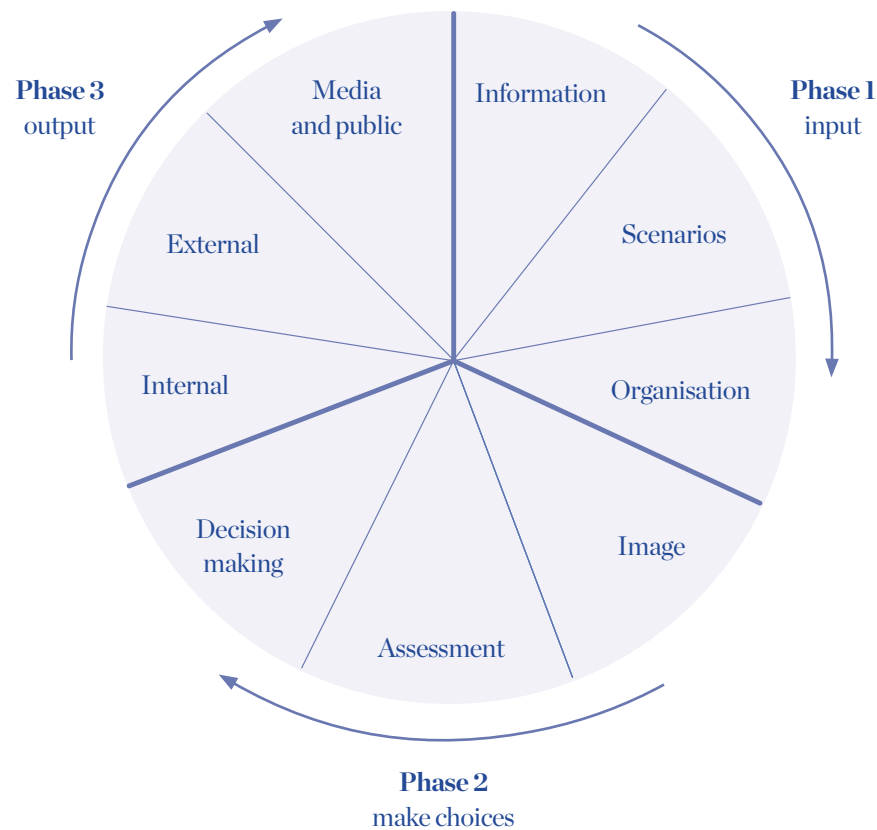 Phase 1
input
Information
Scenarios
Organisation
Phase 2
make choices
Image
Assessment
Decision
making
Phase 3
output
Internal
External
Media
and public